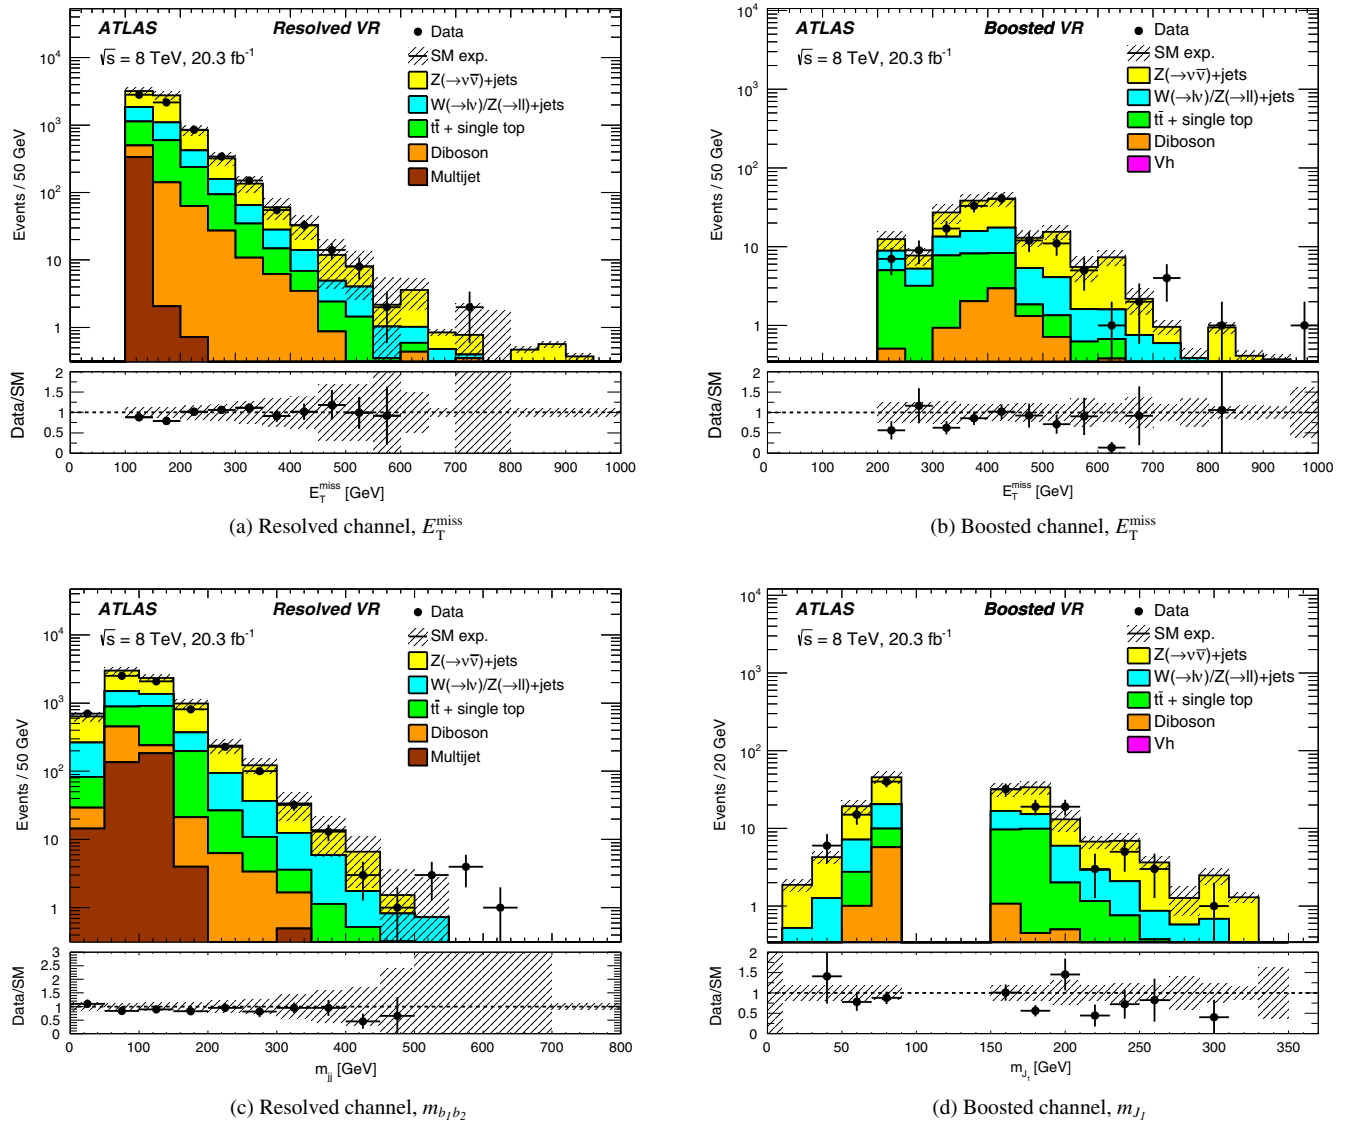 ATLAS
Resolved VR
√s = 8 TeV, 20.3 fb⁻¹
Data
SM exp.
Z(→νν̄)+jets
W(→lν)/Z(→ll)+jets
tt̄ + single top
Diboson
Multijet
Events / 50 GeV
10⁴
10³
10²
10
1
Data/SM
2
1.5
1
0.5
0
0 100 200 300 400 500 600 700 800 900 1000
E_T^miss [GeV]
(a) Resolved channel, E_T^miss
ATLAS
Boosted VR
√s = 8 TeV, 20.3 fb⁻¹
Data
SM exp.
Z(→νν̄)+jets
W(→lν)/Z(→ll)+jets
tt̄ + single top
Diboson
Vh
Events / 50 GeV
10⁴
10³
10²
10
1
Data/SM
2
1.5
1
0.5
0
0 100 200 300 400 500 600 700 800 900 1000
E_T^miss [GeV]
(b) Boosted channel, E_T^miss
ATLAS
Resolved VR
√s = 8 TeV, 20.3 fb⁻¹
Data
SM exp.
Z(→νν̄)+jets
W(→lν)/Z(→ll)+jets
tt̄ + single top
Diboson
Multijet
Events / 50 GeV
10⁴
10³
10²
10
1
Data/SM
3
2.5
2
1.5
1
0.5
0
0 100 200 300 400 500 600 700 800
m_jj [GeV]
(c) Resolved channel, m_b₁b₂
ATLAS
Boosted VR
√s = 8 TeV, 20.3 fb⁻¹
Data
SM exp.
Z(→νν̄)+jets
W(→lν)/Z(→ll)+jets
tt̄ + single top
Diboson
Vh
Events / 20 GeV
10⁴
10³
10²
10
1
Data/SM
2
1.5
1
0.5
0
0 50 100 150 200 250 300 350
m_J₁ [GeV]
(d) Boosted channel, m_J₁